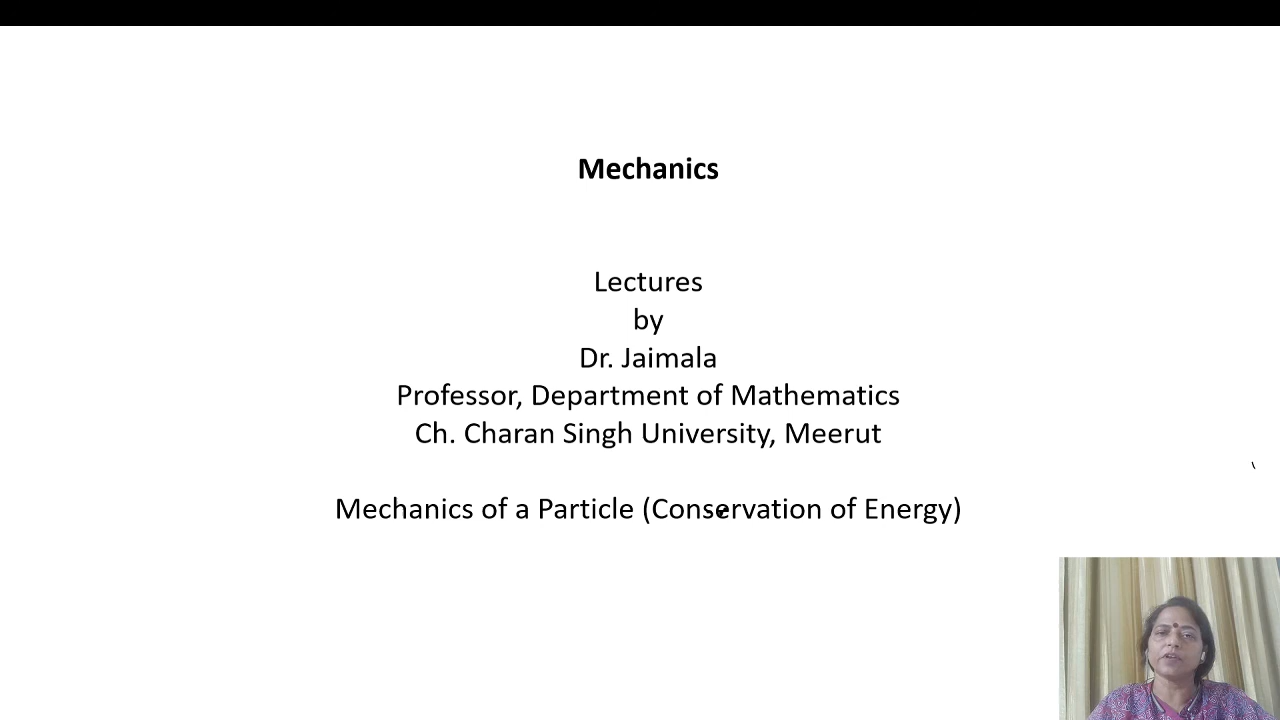 Mechanics
Lectures
by
Dr. Jaimala
Professor, Department of Mathematics
Ch. Charan Singh University, Meerut
Mechanics of a Particle (Conservation of Energy)